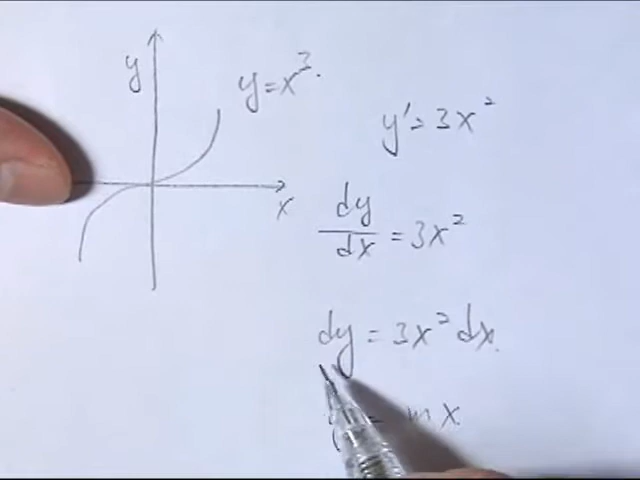 y
y=x³.
x
y'=3x²
dy/dx = 3x²
dy = 3x² dx.
= mx